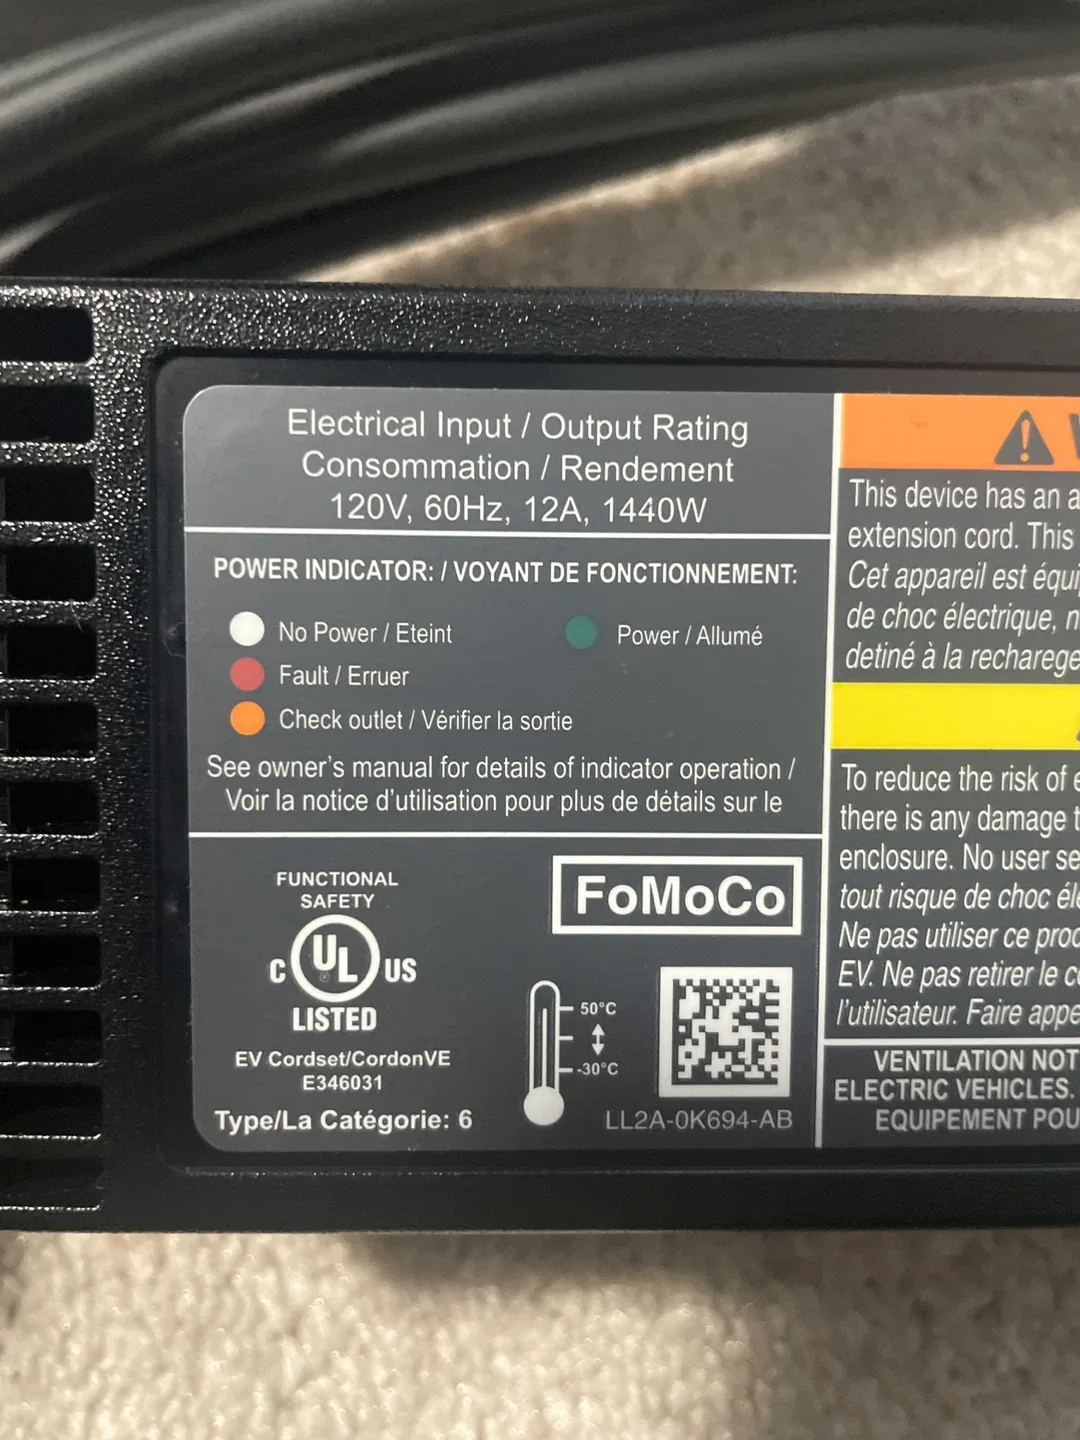 Electrical Input / Output Rating
Consommation / Rendement
120V, 60Hz, 12A, 1440W
POWER INDICATOR: / VOYANT DE FONCTIONNEMENT:
No Power / Eteint
Power / Allumé
Fault / Erruer
Check outlet / Vérifier la sortie
See owner's manual for details of indicator operation /
Voir la notice d'utilisation pour plus de détails sur le
FUNCTIONAL
SAFETY
C UL US
LISTED
EV Cordset/CordonVE
E346031
Type/La Catégorie: 6
FoMoCo
50°C
-30°C
LL2A-0K694-AB
This device has an a
extension cord. This
Cet appareil est équi
de choc électrique, n
detiné à la recharege
To reduce the risk of e
there is any damage t
enclosure. No user se
tout risque de choc éle
Ne pas utiliser ce proc
EV. Ne pas retirer le co
l'utilisateur. Faire appe
VENTILATION NOT
ELECTRIC VEHICLES.
EQUIPEMENT POU